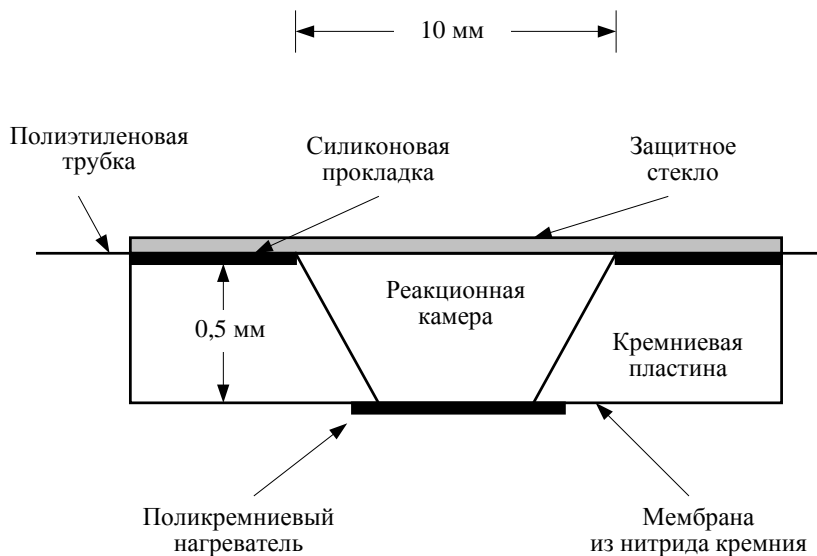 10 мм
Полиэтиленовая
трубка
Силиконовая
прокладка
Защитное
стекло
Реакционная
камера
0,5 мм
Кремниевая
пластина
Поликремниевый
нагреватель
Мембрана
из нитрида кремния